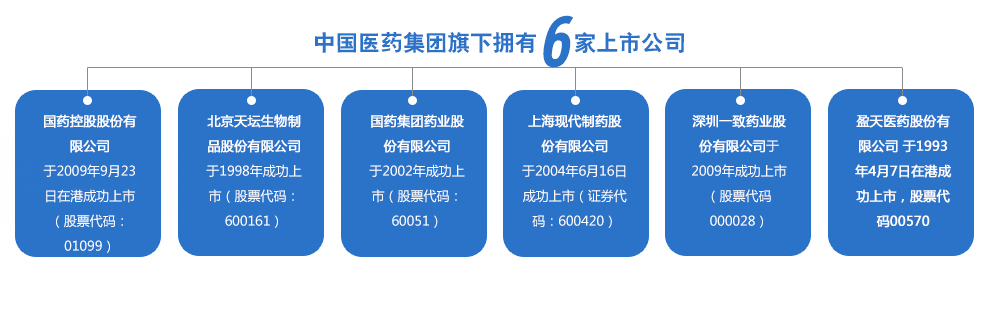 中国医药集团旗下拥有6家上市公司
国药控股股份有
限公司
于2009年9月23
日在港成功上市
（股票代码：
01099）
北京天坛生物制
品股份有限公司
于1998年成功上
市（股票代码：
600161）
国药集团药业股
份有限公司
于2002年成功上
市（股票代码：
60051）
上海现代制药股
份有限公司
于2004年6月16日
成功上市（证券代
码：600420）
深圳一致药业股
份有限公司于
2009年成功上市
（股票代码
000028）
盈天医药股份有
限公司 于1993
年4月7日在港成
功上市，股票代
码00570